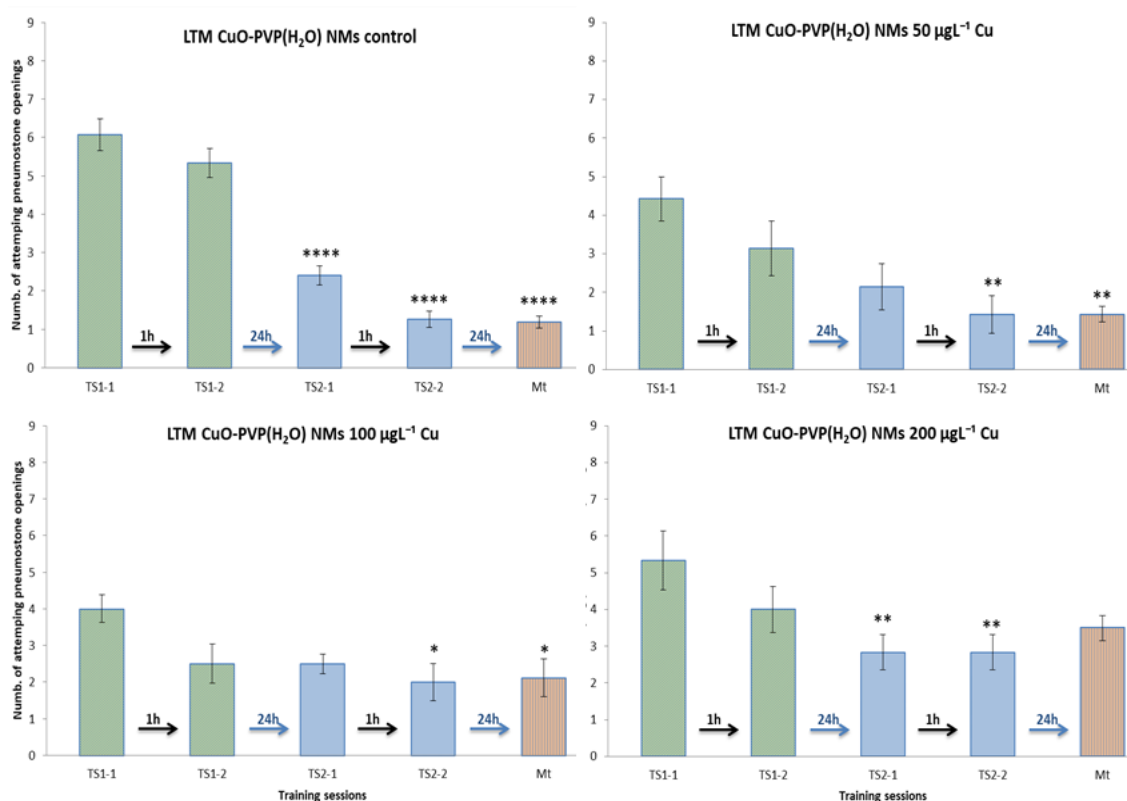 LTM CuO-PVP(H₂O) NMs control
Numb. of attemping pneumostone openings
9
8
7
6
5
4
3
2
1
0
****
****
****
1h
24h
1h
24h
TS1-1 TS1-2 TS2-1 TS2-2 Mt
LTM CuO-PVP(H₂O) NMs 50 µgL⁻¹ Cu
9
8
7
6
5
4
3
2
1
0
**
**
1h
24h
1h
24h
TS1-1 TS1-2 TS2-1 TS2-2 Mt
LTM CuO-PVP(H₂O) NMs 100 µgL⁻¹ Cu
Numb. of attemping pneumostone openings
9
8
7
6
5
4
3
2
1
0
*
*
1h
24h
1h
24h
TS1-1 TS1-2 TS2-1 TS2-2 Mt
Training sessions
LTM CuO-PVP(H₂O) NMs 200 µgL⁻¹ Cu
9
8
7
6
5
4
3
2
1
0
**
**
1h
24h
1h
24h
TS1-1 TS1-2 TS2-1 TS2-2 Mt
Training sessions